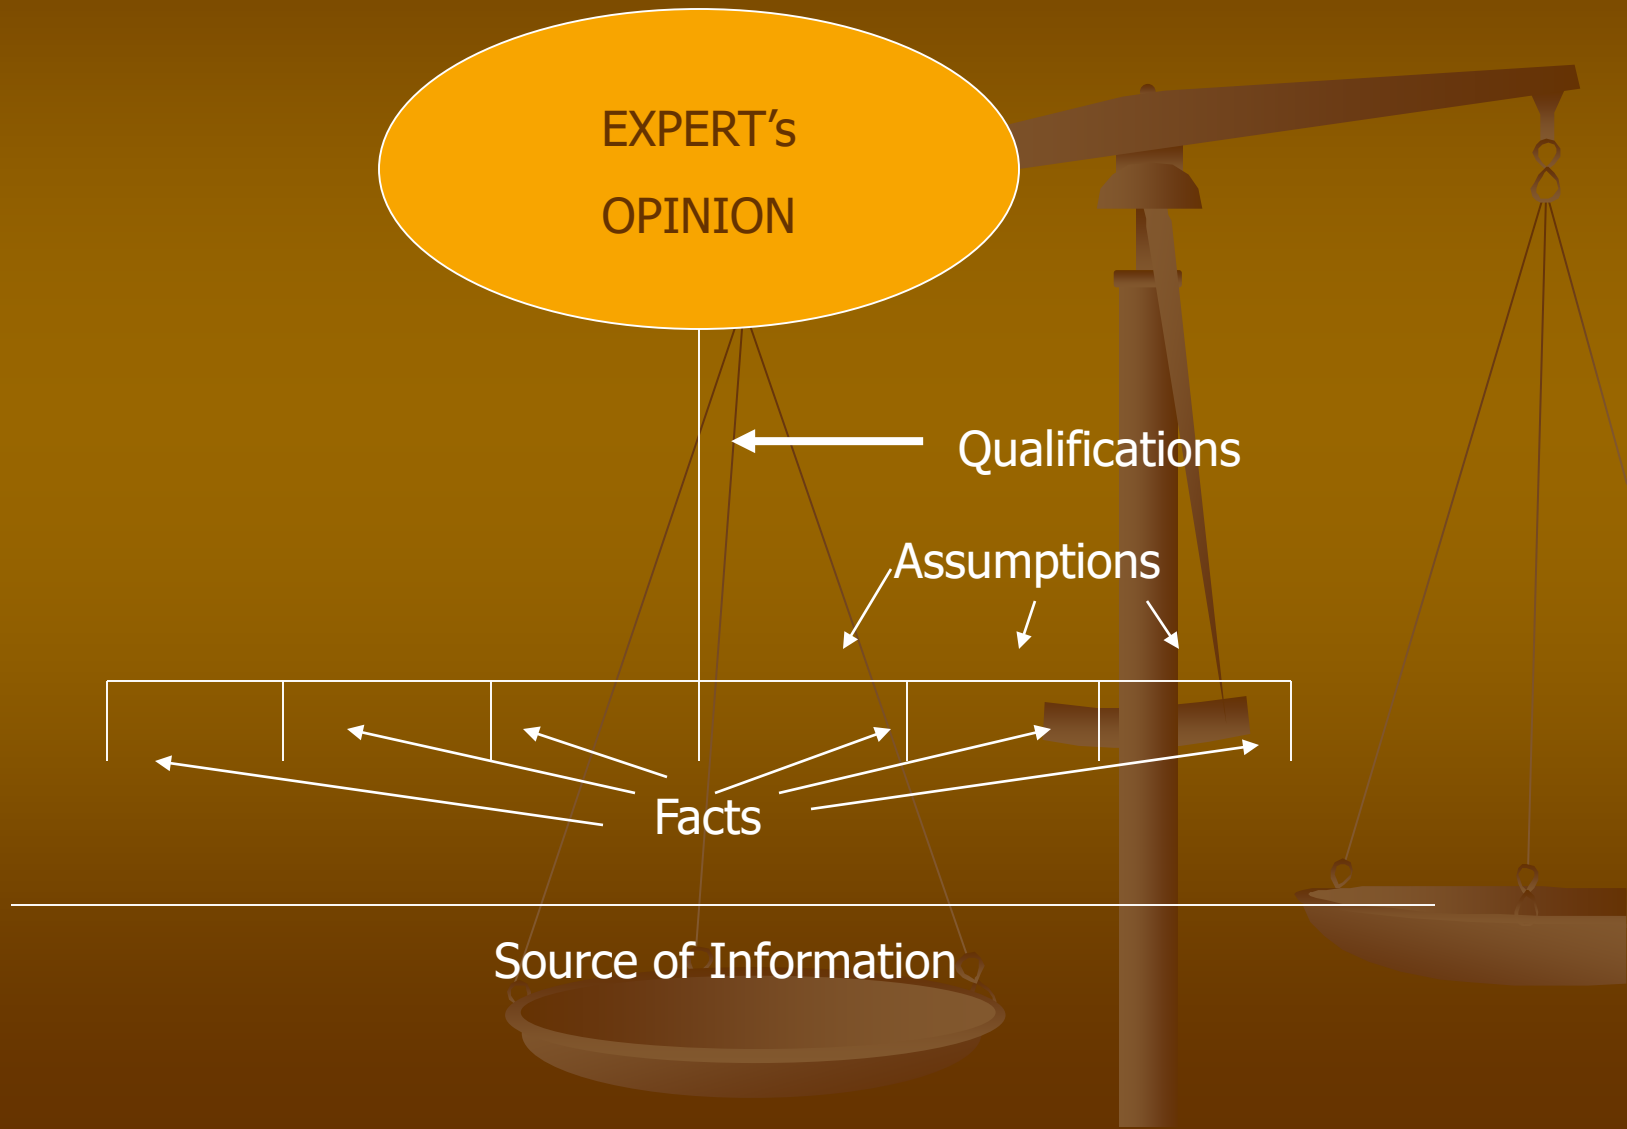 EXPERT’s
OPINION
Qualifications
Assumptions
Facts
Source of Information